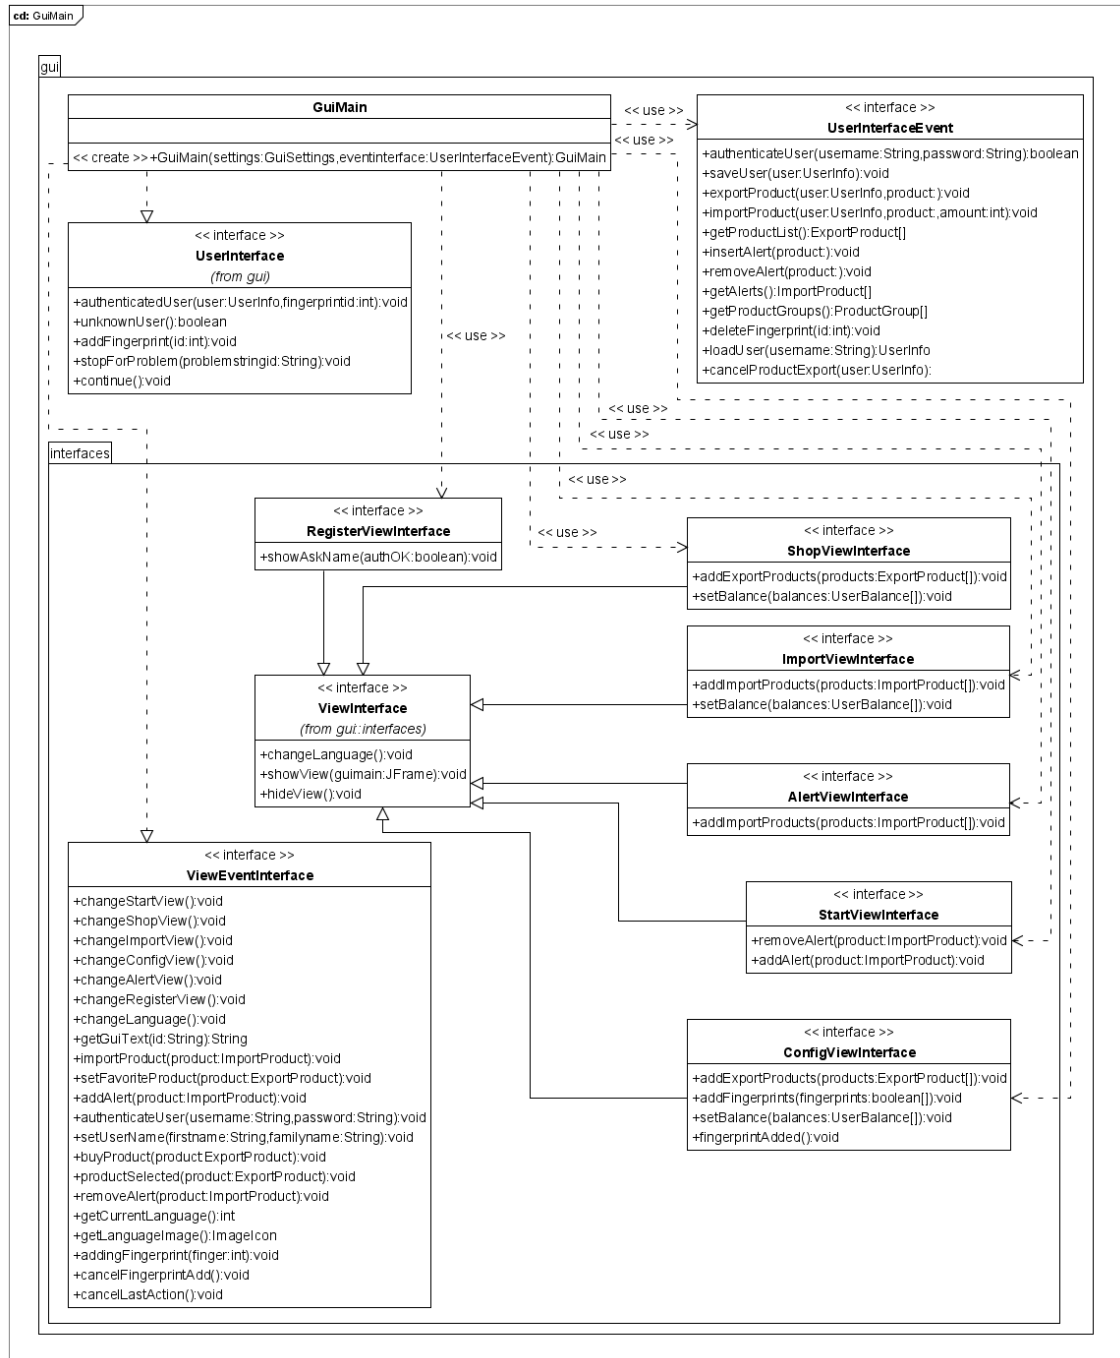 cd: GuiMain
gui
GuiMain
<< create >>+GuiMain(settings:GuiSettings,eventinterface:UserInterfaceEvent):GuiMain
<< use >>
<< use >>
<< interface >>
UserInterfaceEvent
+authenticateUser(username:String,password:String):boolean
+saveUser(user:UserInfo):void
+exportProduct(user:UserInfo,product:):void
+importProduct(user:UserInfo,product:,amount:int):void
+getProductList():ExportProduct[]
+insertAlert(product:):void
+removeAlert(product:):void
+getAlerts():ImportProduct[]
+getProductGroups():ProductGroup[]
+deleteFingerprint(id:int):void
+loadUser(username:String):UserInfo
+cancelProductExport(user:UserInfo):
<< interface >>
UserInterface
(from gui)
+authenticatedUser(user:UserInfo,fingerprintid:int):void
+unknownUser():boolean
+addFingerprint(id:int):void
+stopForProblem(problemstringid:String):void
+continue():void
<< use >>
<< use >>
<< use >>
<< use >>
<< use >>
interfaces
<< interface >>
RegisterViewInterface
+showAskName(authOK:boolean):void
<< interface >>
ShopViewInterface
+addExportProducts(products:ExportProduct[]):void
+setBalance(balances:UserBalance[]):void
<< interface >>
ImportViewInterface
+addImportProducts(products:ImportProduct[]):void
+setBalance(balances:UserBalance[]):void
<< interface >>
ViewInterface
(from gui::interfaces)
+changeLanguage():void
+showView(guimain:JFrame):void
+hideView():void
<< interface >>
AlertViewInterface
+addImportProducts(products:ImportProduct[]):void
<< interface >>
StartViewInterface
+removeAlert(product:ImportProduct):void
+addAlert(product:ImportProduct):void
<< interface >>
ConfigViewInterface
+addExportProducts(products:ExportProduct[]):void
+addFingerprints(fingerprints:boolean[]):void
+setBalance(balances:UserBalance[]):void
+fingerprintAdded():void
<< interface >>
ViewEventInterface
+changeStartView():void
+changeShopView():void
+changeImportView():void
+changeConfigView():void
+changeAlertView():void
+changeRegisterView():void
+changeLanguage():void
+getGuiText(id:String):String
+importProduct(product:ImportProduct):void
+setFavoriteProduct(product:ExportProduct):void
+addAlert(product:ImportProduct):void
+authenticateUser(username:String,password:String):void
+setUserName(firstname:String,familyname:String):void
+buyProduct(product:ExportProduct):void
+productSelected(product:ExportProduct):void
+removeAlert(product:ImportProduct):void
+getCurrentLanguage():int
+getLanguageImage():ImageIcon
+addingFingerprint(finger:int):void
+cancelFingerprintAdd():void
+cancelLastAction():void